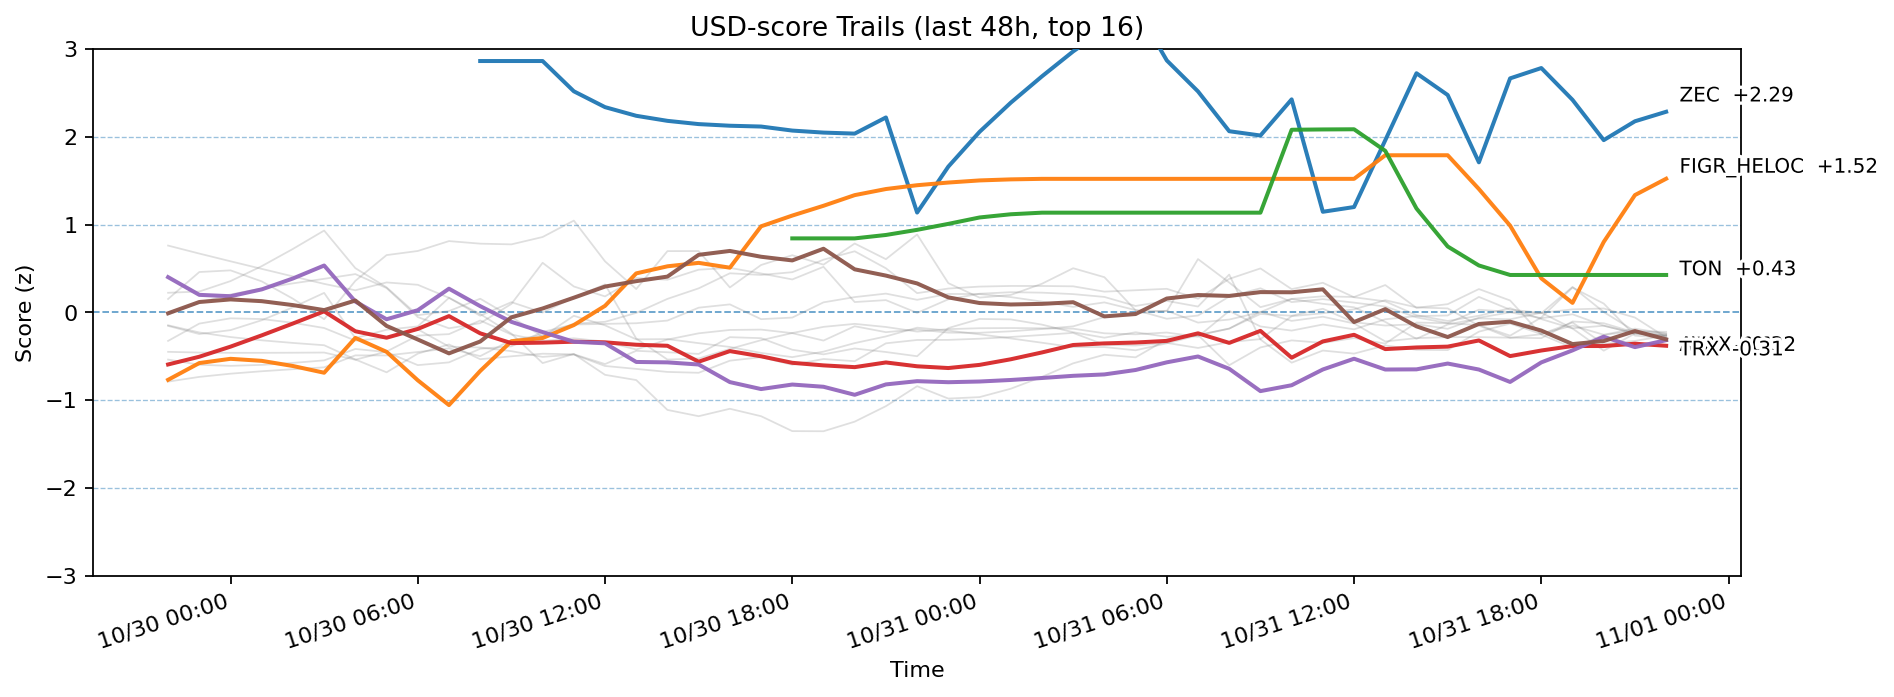 USD-score Trails (last 48h, top 16)
Score (z)
3
2
1
0
−1
−2
−3
ZEC +2.29
FIGR_HELOC +1.52
TON +0.43
TRX -0.31
10/30 00:00
10/30 06:00
10/30 12:00
10/30 18:00
10/31 00:00
10/31 06:00
10/31 12:00
10/31 18:00
11/01 00:00
Time